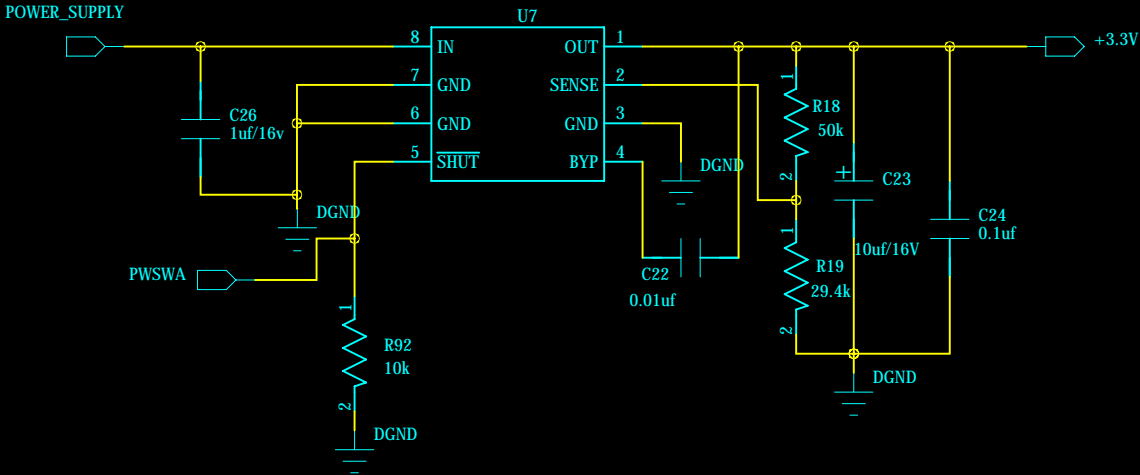 POWER_SUPPLY
U7
8
IN
OUT
1
+3.3V
7
GND
SENSE
2
1
R18
50k
2
C26
1uf/16v
6
GND
GND
3
5
SHUT
BYP
4
DGND
C23
10uf/16V
C24
0.1uf
DGND
PWSWA
C22
0.01uf
1
R19
29.4k
2
1
R92
10k
2
DGND
DGND